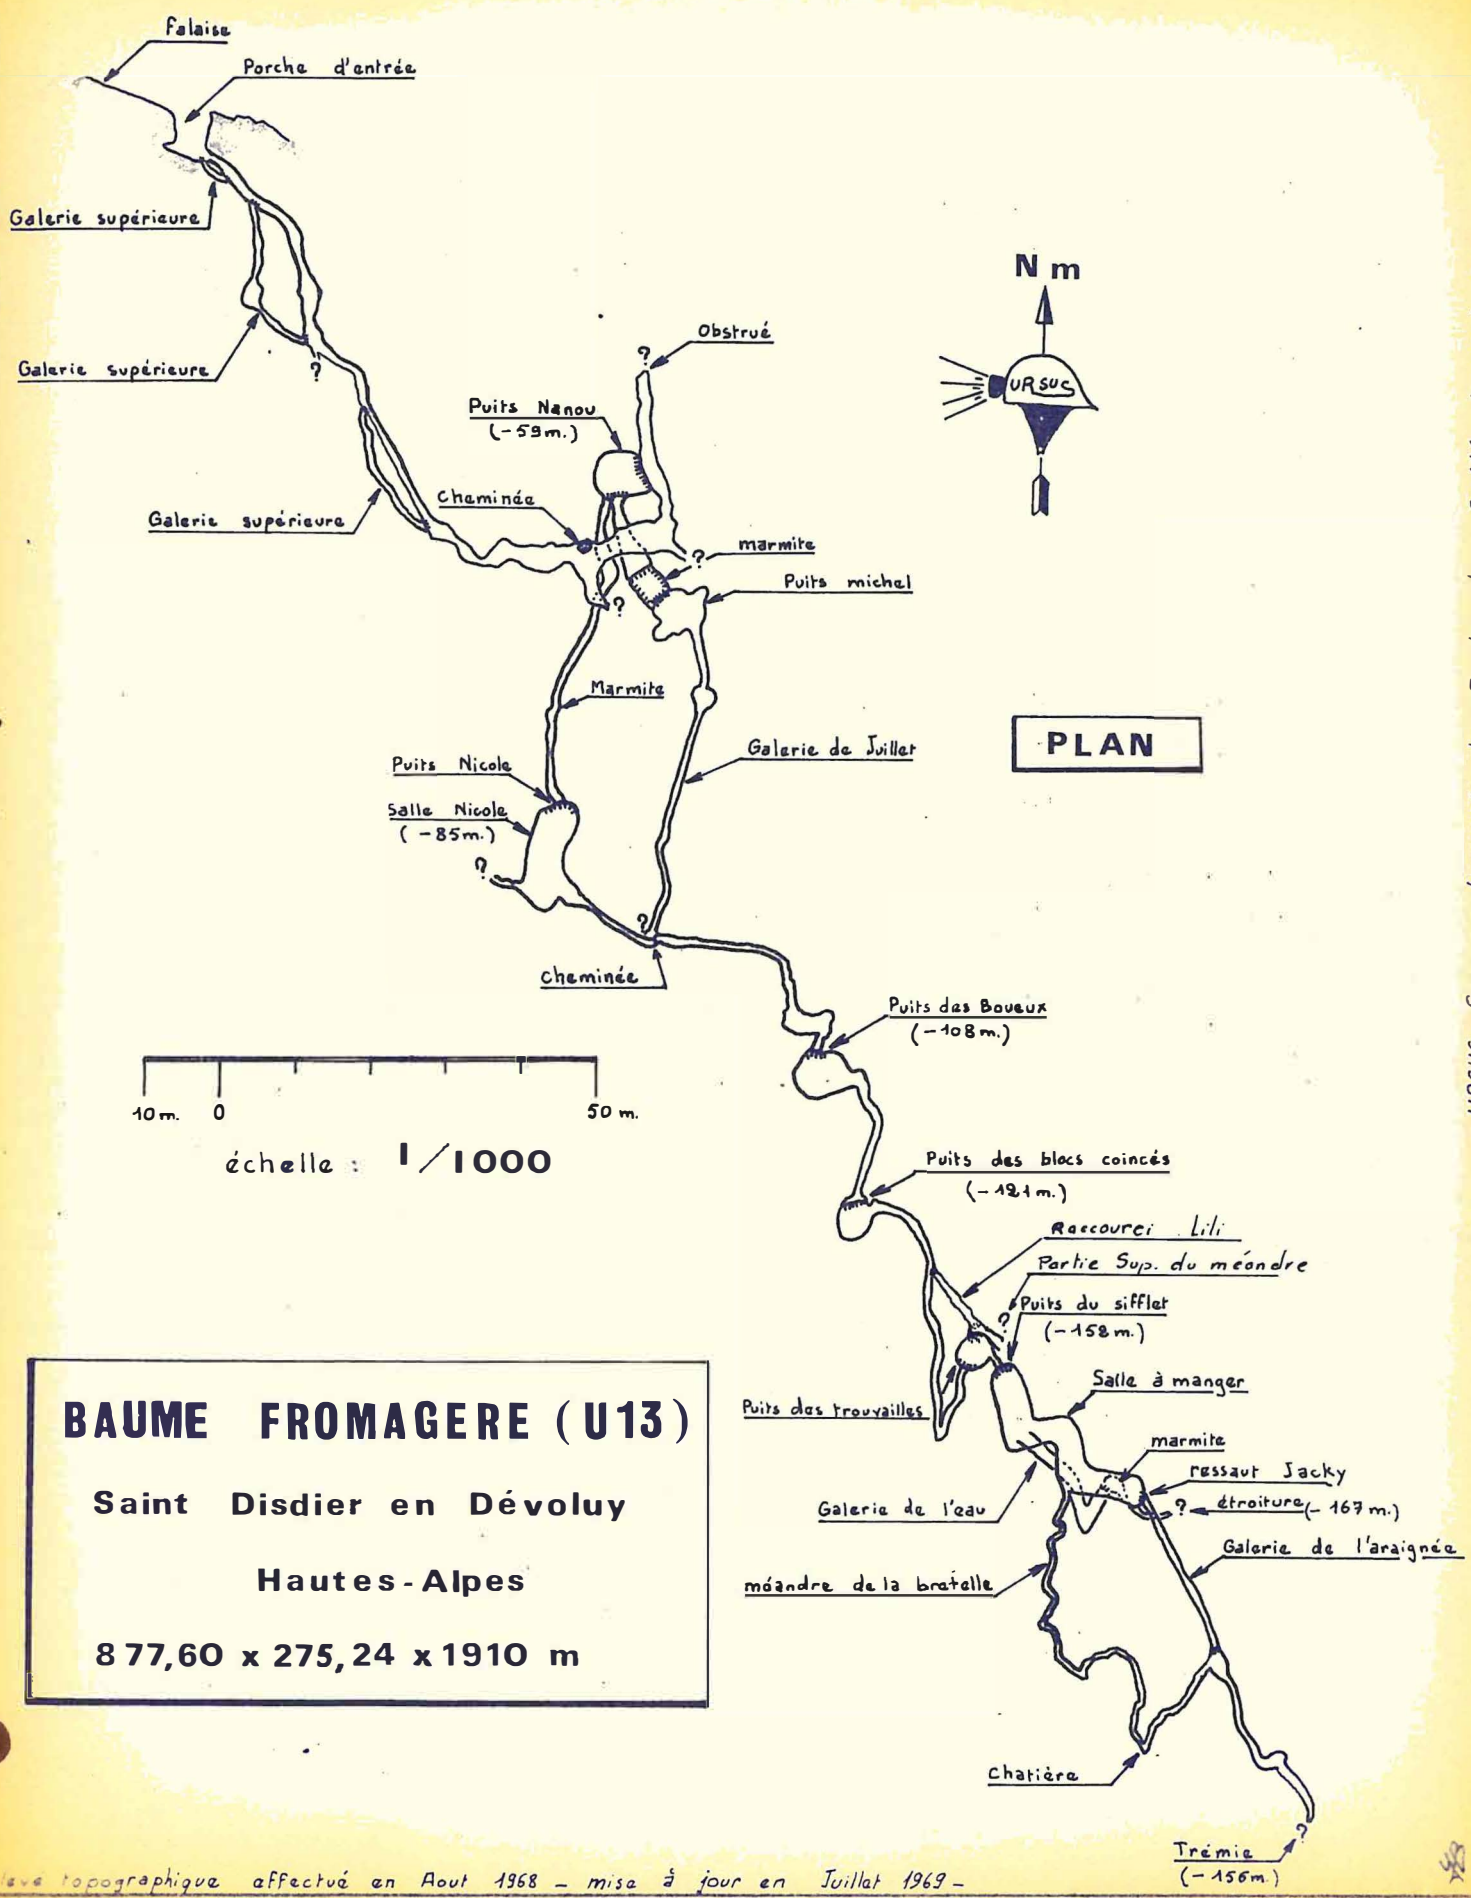 Falaise
Porche d'entrée
Galerie supérieure
N m
URSUC
Obstrué
?
Galerie supérieure
?
Puits Nanou
(-59m.)
Cheminée
Galerie supérieure
marmite
?
Puits michel
?
Marmite
PLAN
Galerie de Juillet
Puits Nicole
Salle Nicole
(-85m.)
?
?
Cheminée
Puits des Boueux
(-108m.)
10 m. 0 50 m.
échelle : 1/1000
Puits des blocs coincés
(-121m.)
Raccourci Lili
Partie Sup. du méandre
?
Puits du sifflet
(-158m.)
Salle à manger
Puits des trouvailles
marmite
ressaut Jacky
? étroiture (- 167 m.)
Galerie de l'eau
Galerie de l'araignée
méandre de la bretelle
BAUME FROMAGERE (U13)
Saint Disdier en Dévoluy
Hautes-Alpes
877,60 x 275,24 x 1910 m
Chatière
?
Trémie
(-156m.)
topographique effectué en Aout 1968 - mise à jour en Juillet 1969 -